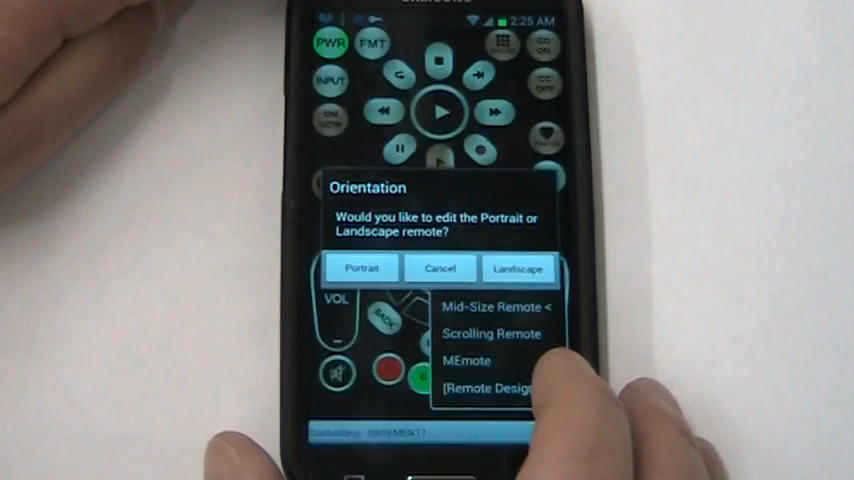 SAMSUNG
2:25 AM
PWR
FMT
CC
ON
INPUT
CC
OFF
ON
NOW
Orientation
Would you like to edit the Portrait or
Landscape remote?
Portrait
Cancel
Landscape
VOL
Mid-Size Remote <
BACK
Scrolling Remote
MEmote
[Remote Desig